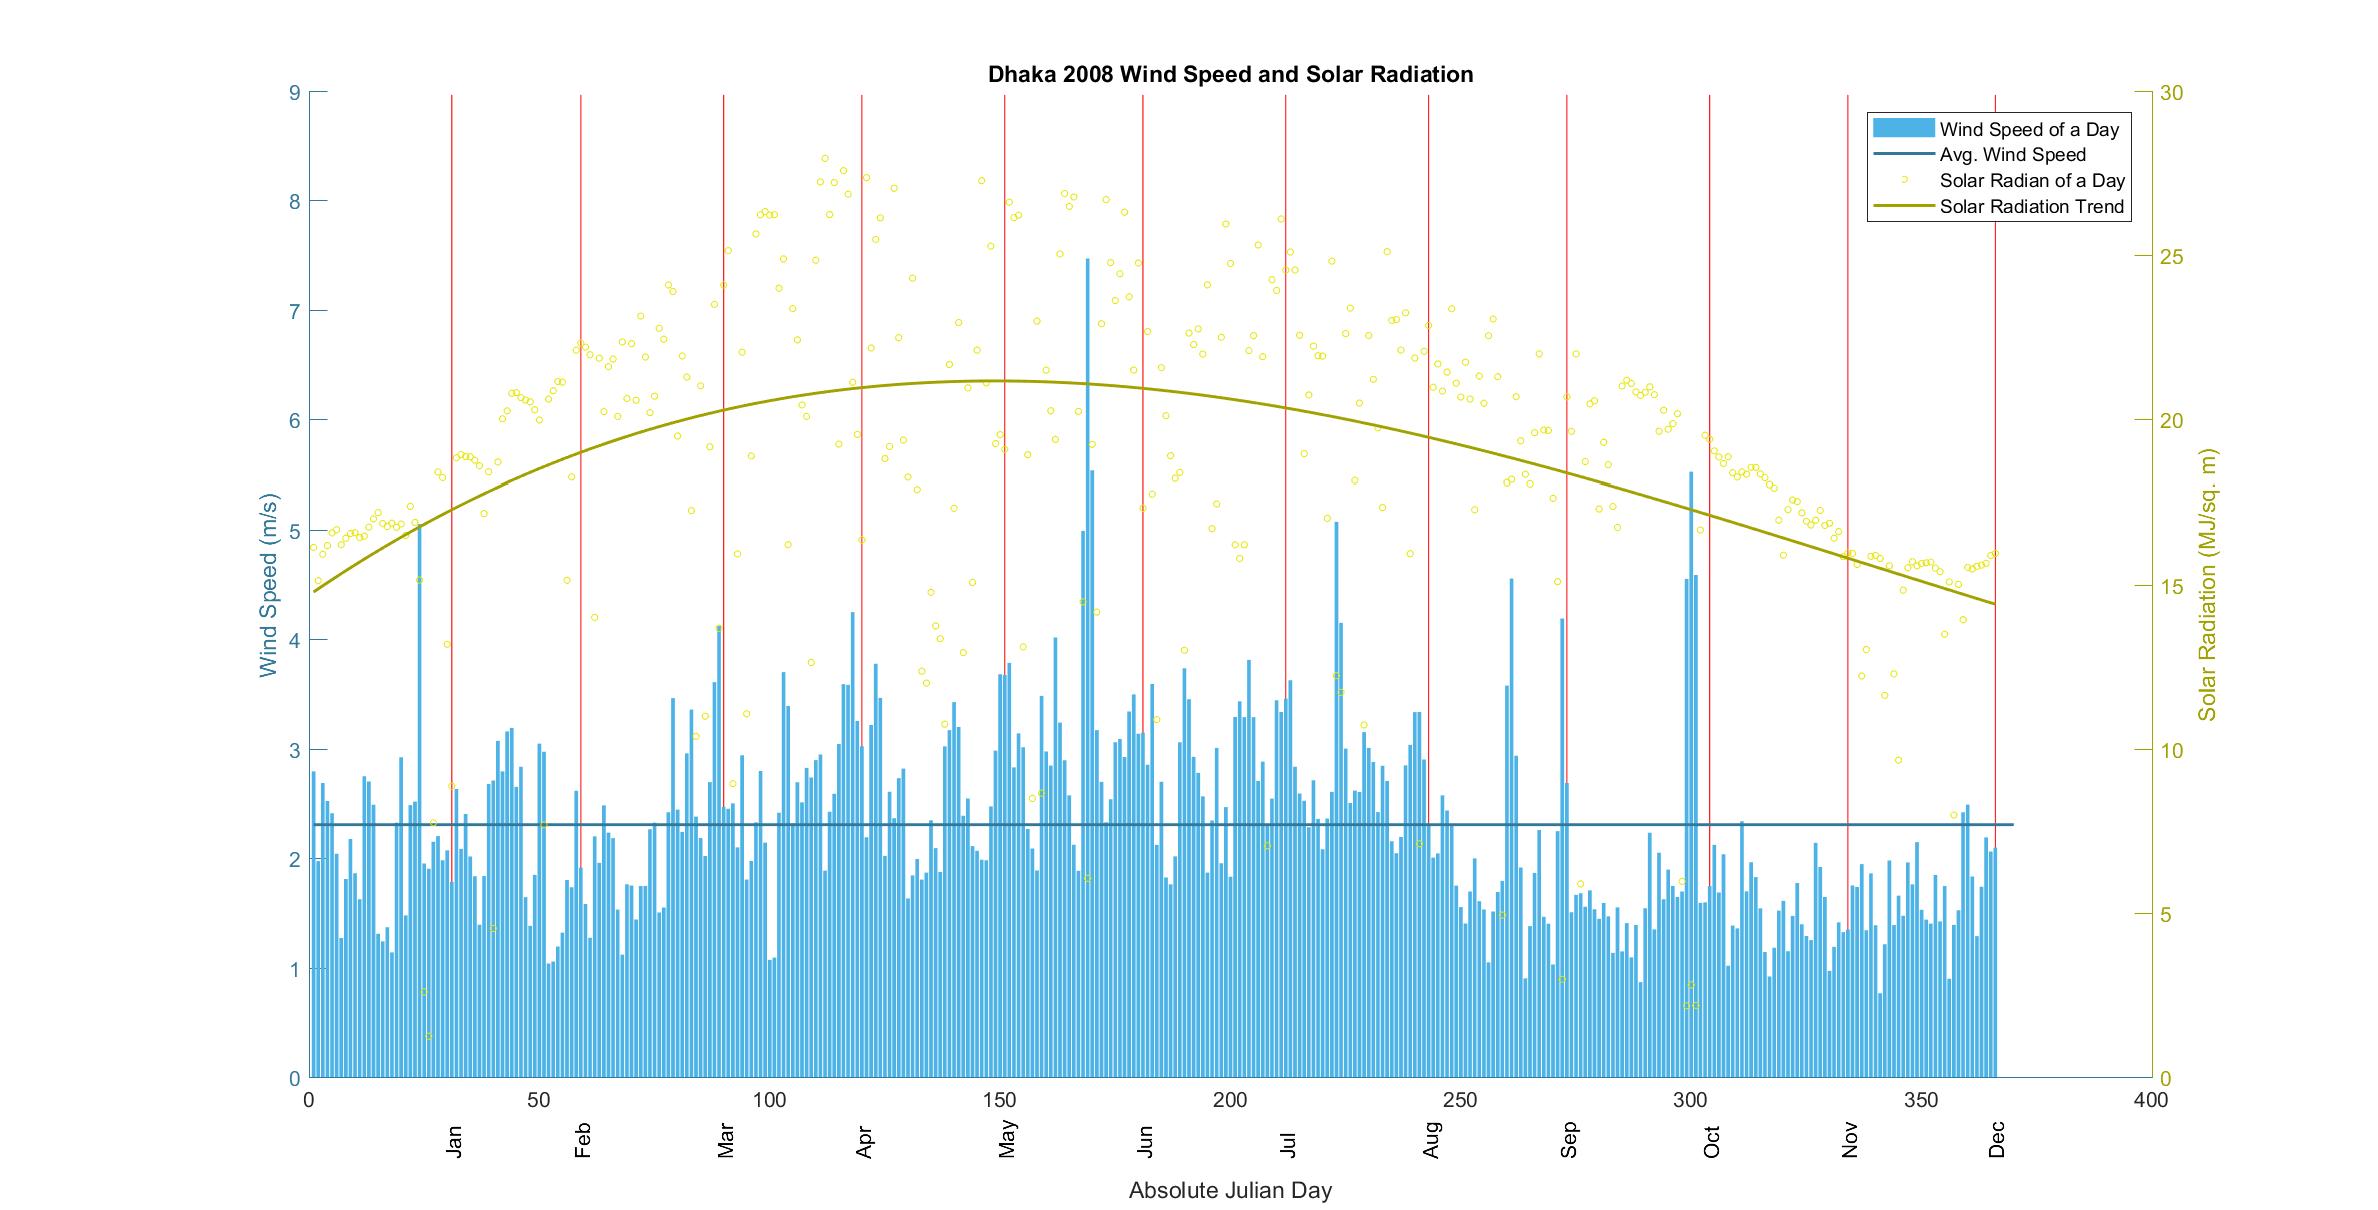 Dhaka 2008 Wind Speed and Solar Radiation
Wind Speed of a Day
Avg. Wind Speed
Solar Radian of a Day
Solar Radiation Trend
9
8
7
6
5
4
3
2
1
0
Wind Speed (m/s)
30
25
20
15
10
5
0
Solar Radiation (MJ/sq. m)
0 50 100 150 200 250 300 350 400
Jan Feb Mar Apr May Jun Jul Aug Sep Oct Nov Dec
Absolute Julian Day